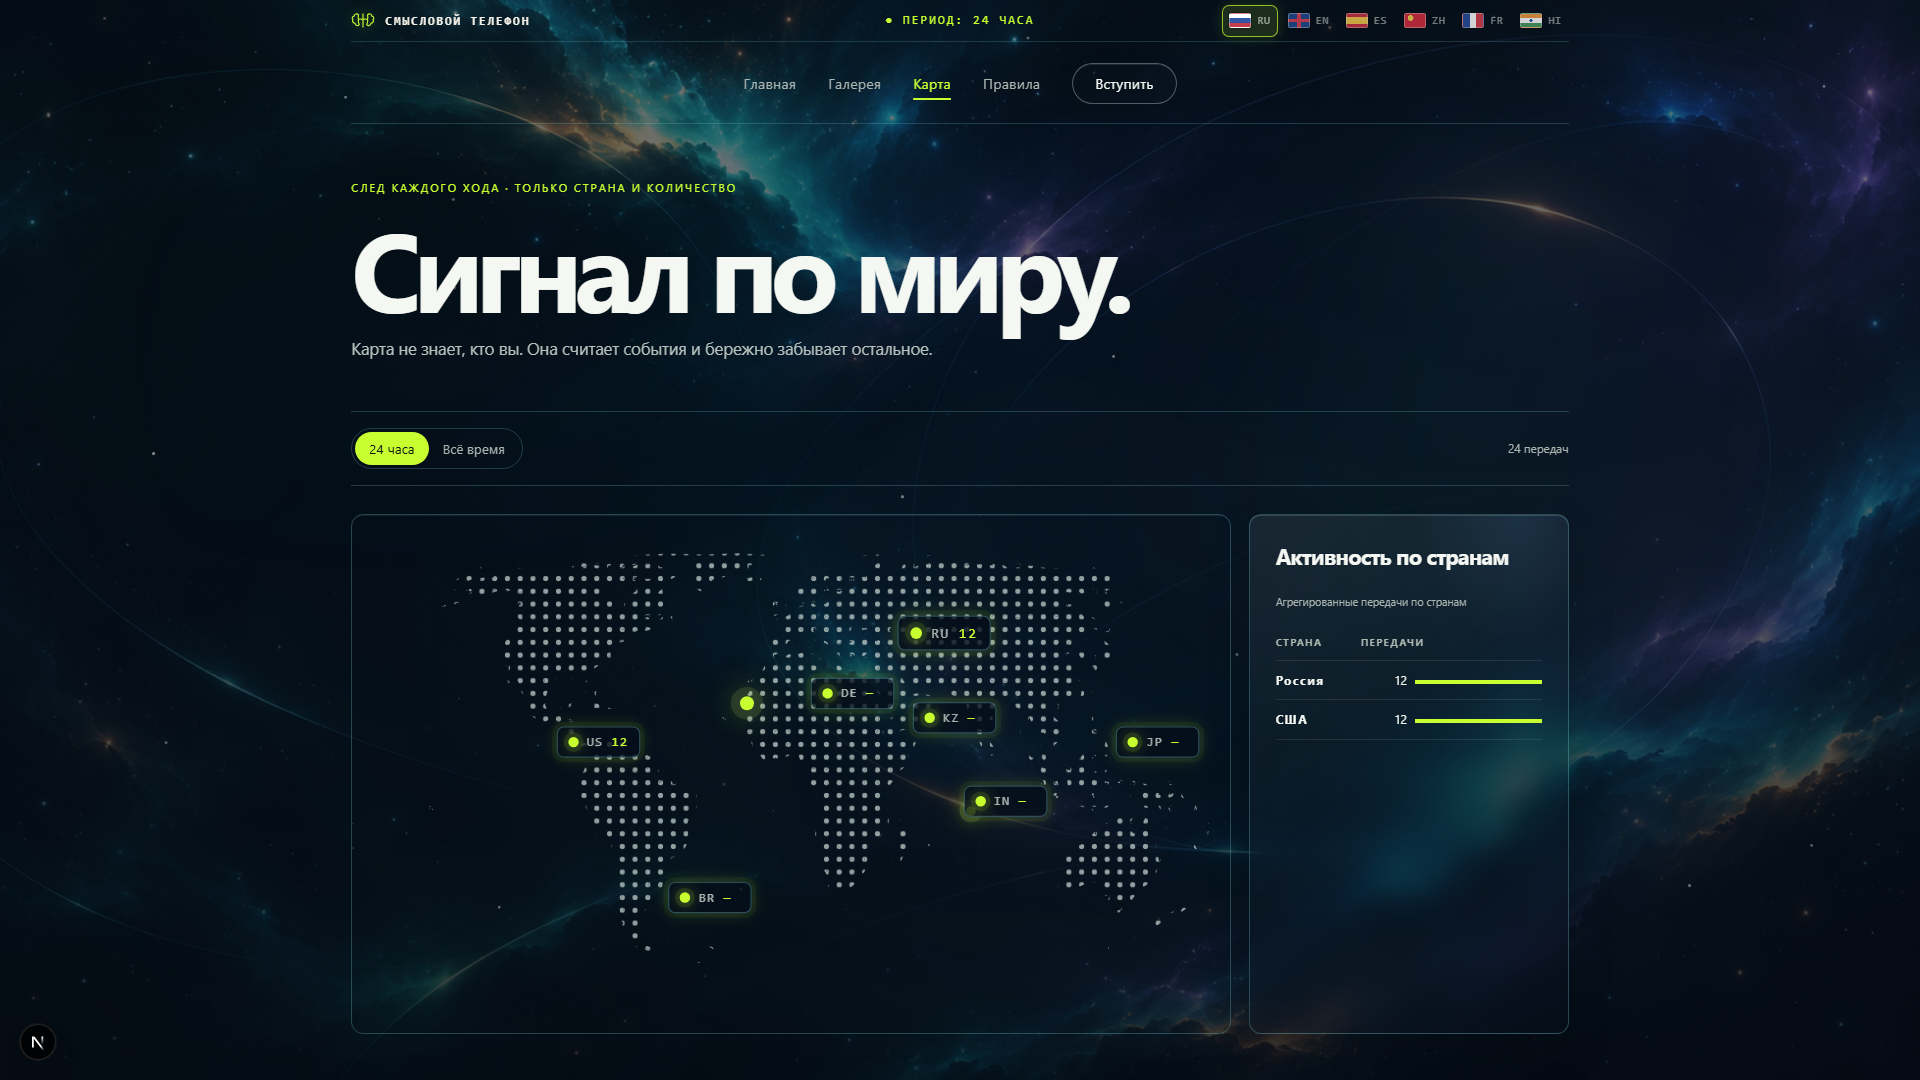 СМЫСЛОВОЙ ТЕЛЕФОН
ПЕРИОД: 24 ЧАСА
RU EN ES ZH FR HI
Главная Галерея Карта Правила Вступить
СЛЕД КАЖДОГО ХОДА · ТОЛЬКО СТРАНА И КОЛИЧЕСТВО
Сигнал по миру.
Карта не знает, кто вы. Она считает события и бережно забывает остальное.
24 часа Всё время
24 передач
RU 12
DE —
KZ —
US 12
JP —
IN —
BR —
Активность по странам
Агрегированные передачи по странам
СТРАНА ПЕРЕДАЧИ
Россия 12
США 12
N